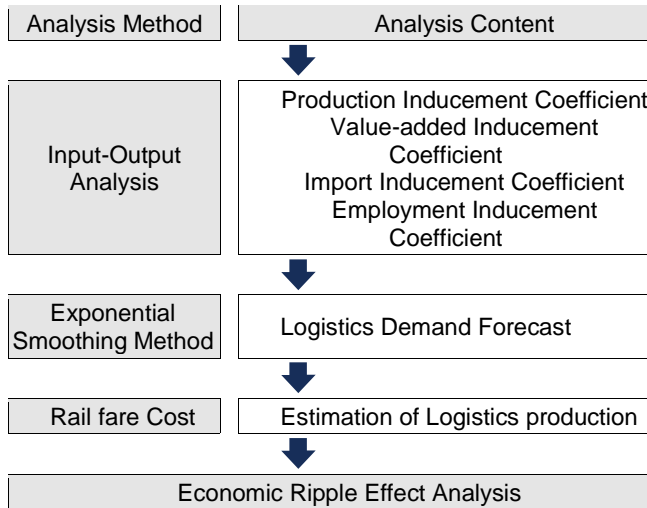 Analysis Method
Analysis Content
Input-Output
Analysis
Production Inducement Coefficient
Value-added Inducement
Coefficient
Import Inducement Coefficient
Employment Inducement
Coefficient
Exponential
Smoothing Method
Logistics Demand Forecast
Rail fare Cost
Estimation of Logistics production
Economic Ripple Effect Analysis